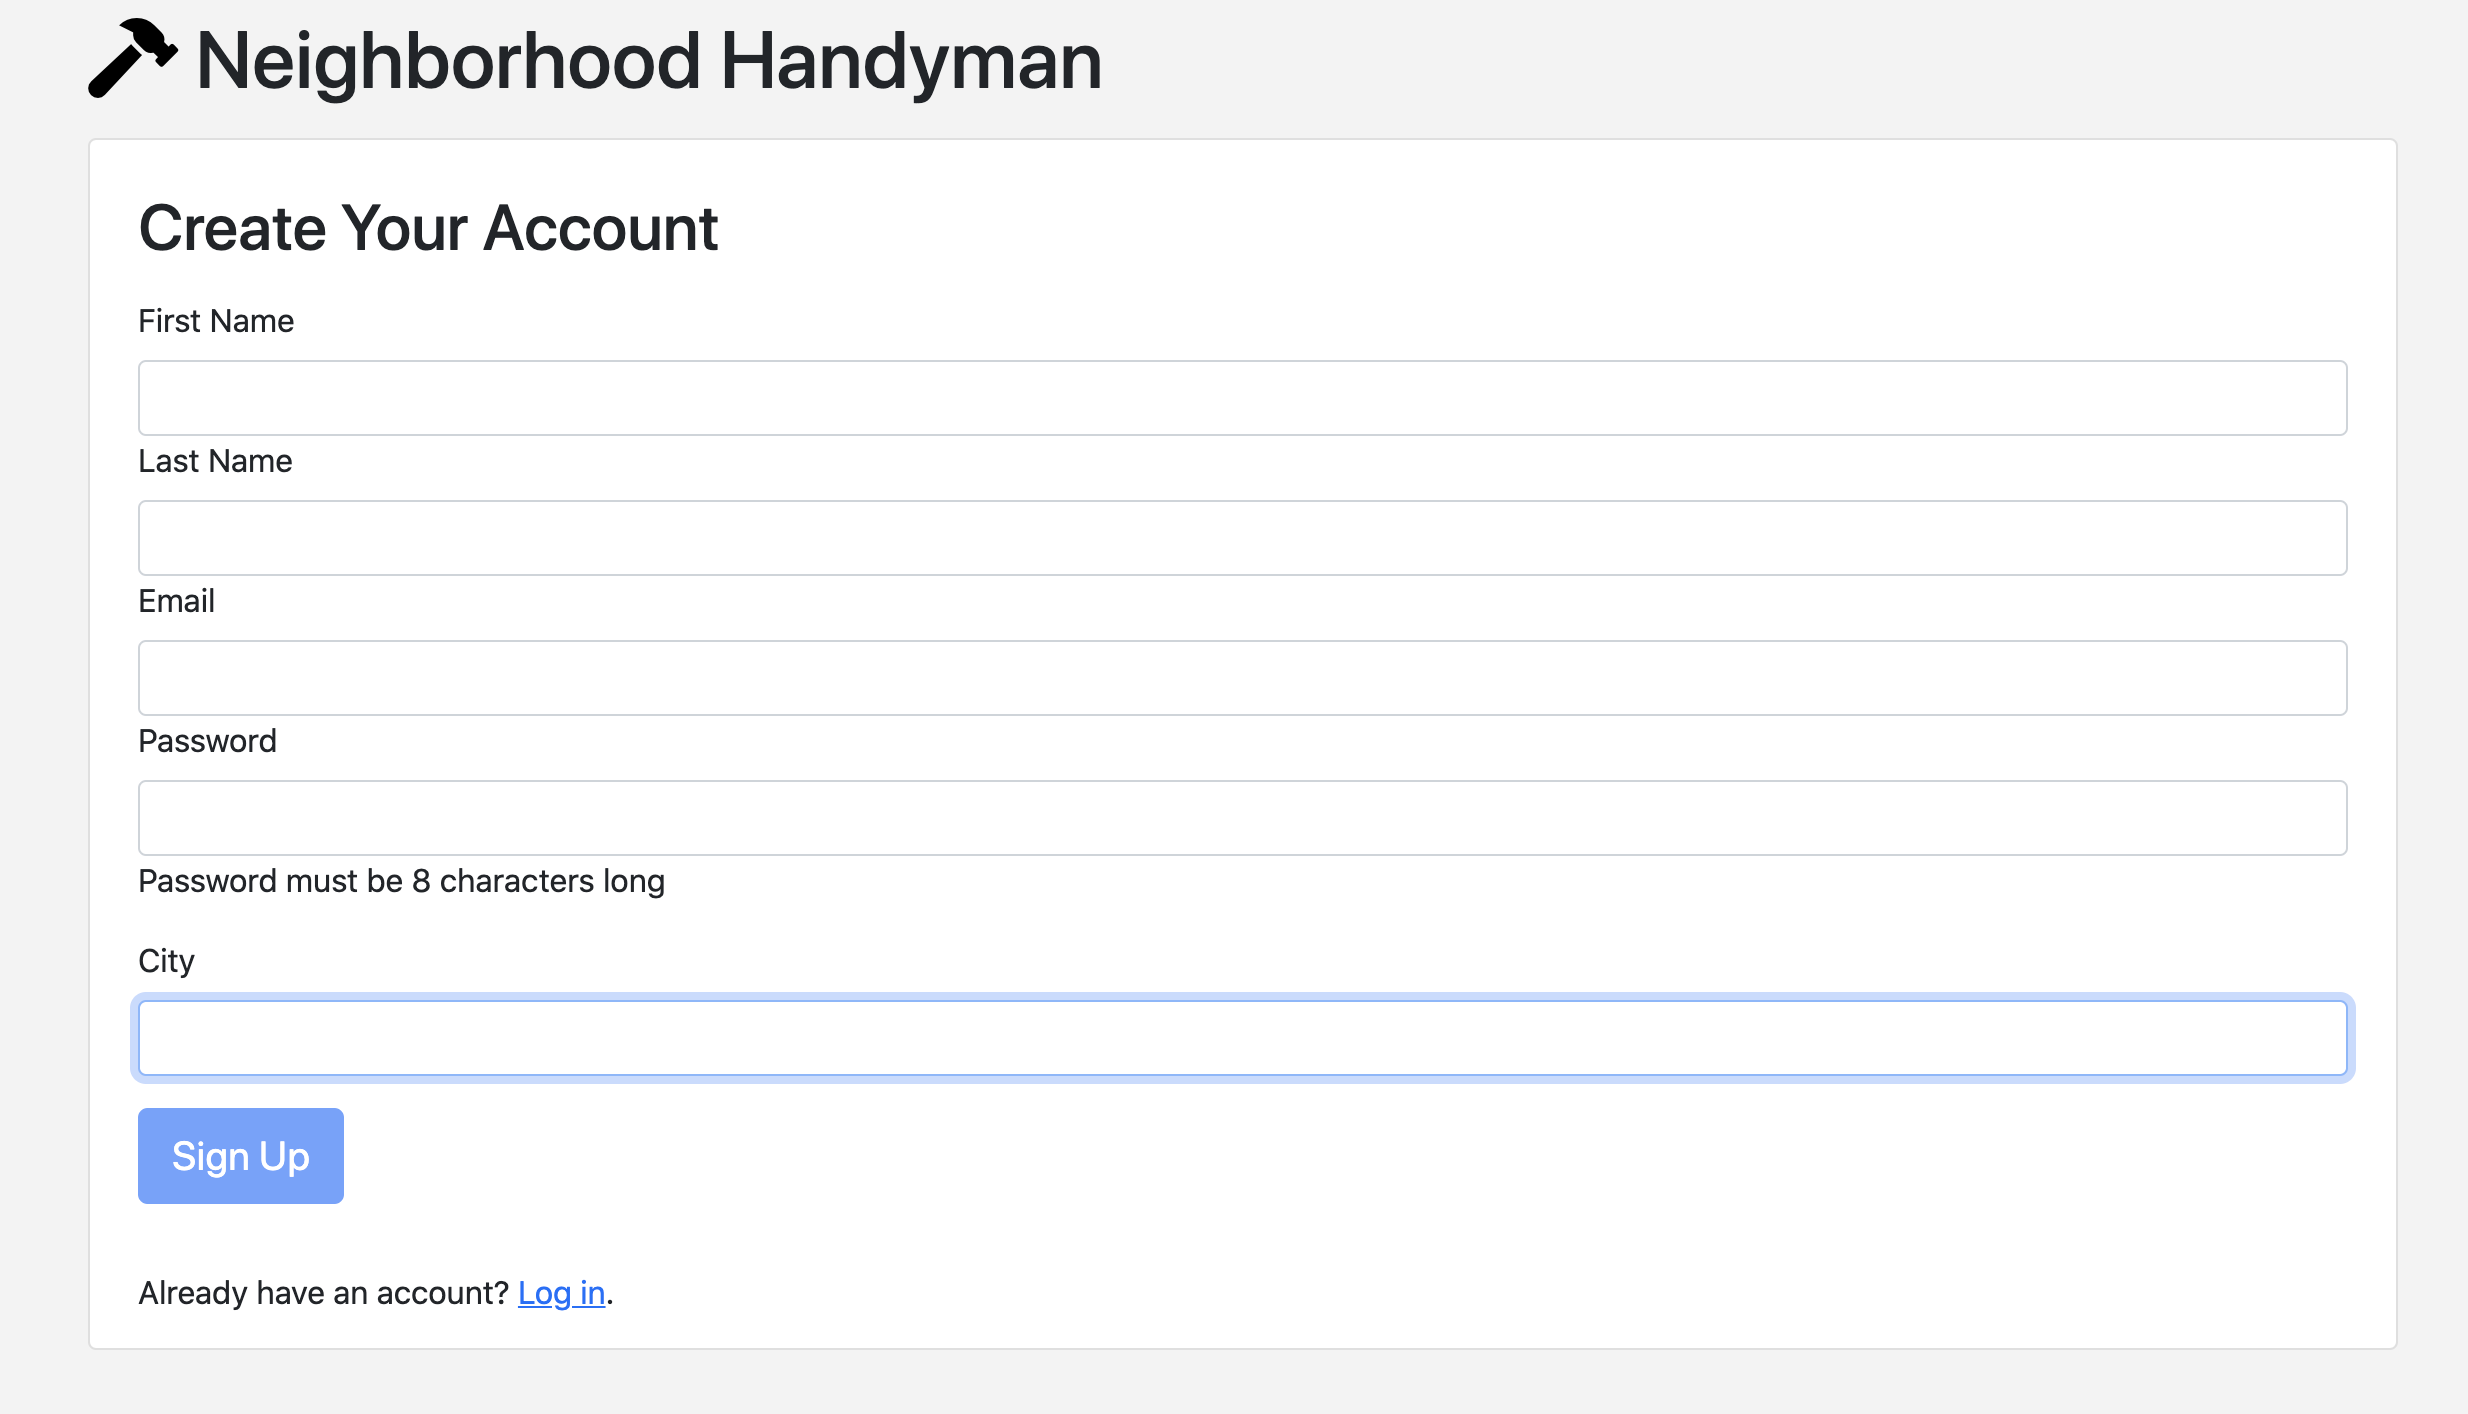 Neighborhood Handyman
Create Your Account
First Name
Last Name
Email
Password
Password must be 8 characters long
City
Sign Up
Already have an account? Log in.